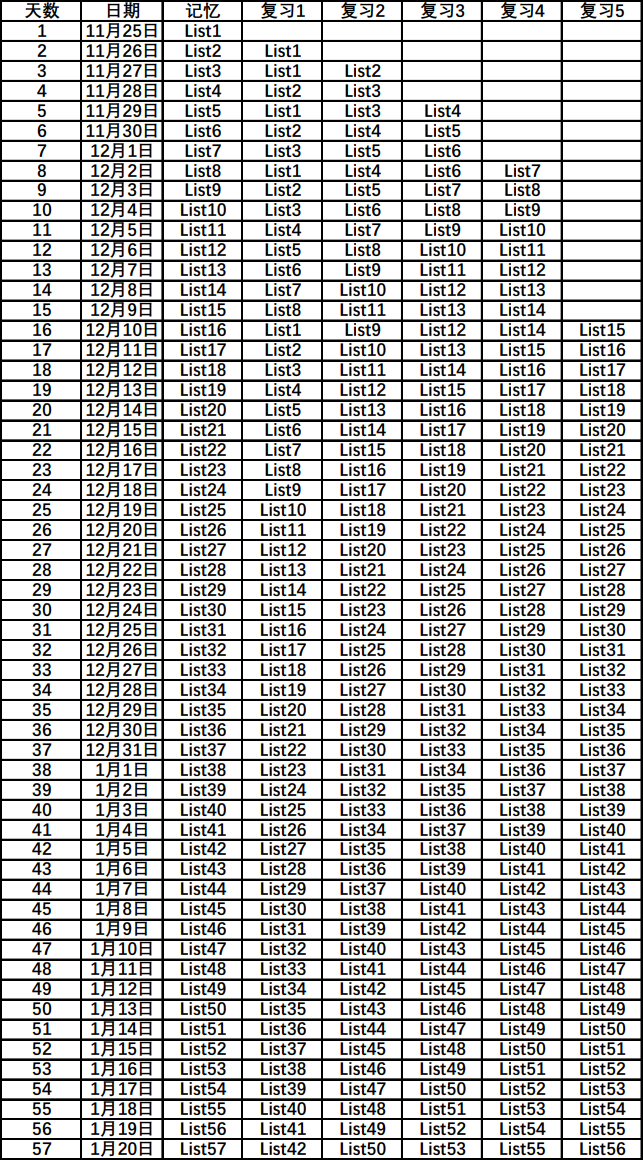 天数 日期 记忆 复习1 复习2 复习3 复习4 复习5
1 11月25日 List1
2 11月26日 List2 List1
3 11月27日 List3 List1 List2
4 11月28日 List4 List2 List3
5 11月29日 List5 List1 List3 List4
6 11月30日 List6 List2 List4 List5
7 12月1日 List7 List3 List5 List6
8 12月2日 List8 List1 List4 List6 List7
9 12月3日 List9 List2 List5 List7 List8
10 12月4日 List10 List3 List6 List8 List9
11 12月5日 List11 List4 List7 List9 List10
12 12月6日 List12 List5 List8 List10 List11
13 12月7日 List13 List6 List9 List11 List12
14 12月8日 List14 List7 List10 List12 List13
15 12月9日 List15 List8 List11 List13 List14
16 12月10日 List16 List1 List9 List12 List14 List15
17 12月11日 List17 List2 List10 List13 List15 List16
18 12月12日 List18 List3 List11 List14 List16 List17
19 12月13日 List19 List4 List12 List15 List17 List18
20 12月14日 List20 List5 List13 List16 List18 List19
21 12月15日 List21 List6 List14 List17 List19 List20
22 12月16日 List22 List7 List15 List18 List20 List21
23 12月17日 List23 List8 List16 List19 List21 List22
24 12月18日 List24 List9 List17 List20 List22 List23
25 12月19日 List25 List10 List18 List21 List23 List24
26 12月20日 List26 List11 List19 List22 List24 List25
27 12月21日 List27 List12 List20 List23 List25 List26
28 12月22日 List28 List13 List21 List24 List26 List27
29 12月23日 List29 List14 List22 List25 List27 List28
30 12月24日 List30 List15 List23 List26 List28 List29
31 12月25日 List31 List16 List24 List27 List29 List30
32 12月26日 List32 List17 List25 List28 List30 List31
33 12月27日 List33 List18 List26 List29 List31 List32
34 12月28日 List34 List19 List27 List30 List32 List33
35 12月29日 List35 List20 List28 List31 List33 List34
36 12月30日 List36 List21 List29 List32 List34 List35
37 12月31日 List37 List22 List30 List33 List35 List36
38 1月1日 List38 List23 List31 List34 List36 List37
39 1月2日 List39 List24 List32 List35 List37 List38
40 1月3日 List40 List25 List33 List36 List38 List39
41 1月4日 List41 List26 List34 List37 List39 List40
42 1月5日 List42 List27 List35 List38 List40 List41
43 1月6日 List43 List28 List36 List39 List41 List42
44 1月7日 List44 List29 List37 List40 List42 List43
45 1月8日 List45 List30 List38 List41 List43 List44
46 1月9日 List46 List31 List39 List42 List44 List45
47 1月10日 List47 List32 List40 List43 List45 List46
48 1月11日 List48 List33 List41 List44 List46 List47
49 1月12日 List49 List34 List42 List45 List47 List48
50 1月13日 List50 List35 List43 List46 List48 List49
51 1月14日 List51 List36 List44 List47 List49 List50
52 1月15日 List52 List37 List45 List48 List50 List51
53 1月16日 List53 List38 List46 List49 List51 List52
54 1月17日 List54 List39 List47 List50 List52 List53
55 1月18日 List55 List40 List48 List51 List53 List54
56 1月19日 List56 List41 List49 List52 List54 List55
57 1月20日 List57 List42 List50 List53 List55 List56